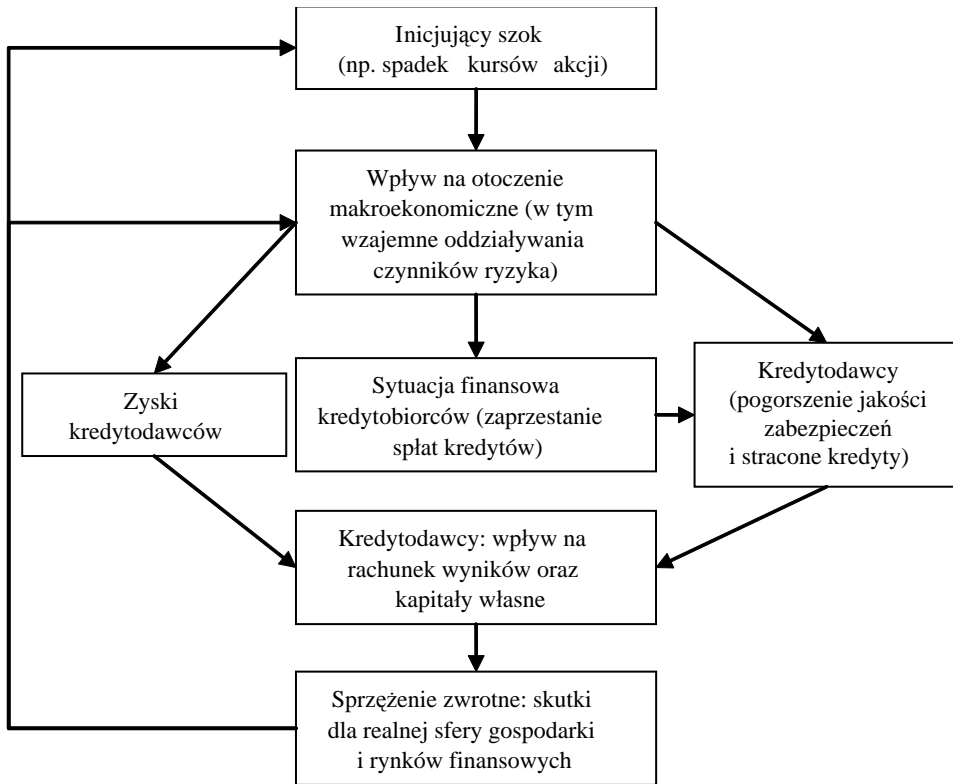 Inicjujący szok
(np. spadek kursów akcji)
Wpływ na otoczenie
makroekonomiczne (w tym
wzajemne oddziaływania
czynników ryzyka)
Zyski
kredytodawców
Sytuacja finansowa
kredytobiorców (zaprzestanie
spłat kredytów)
Kredytodawcy
(pogorszenie jakości
zabezpieczeń
i stracone kredyty)
Kredytodawcy: wpływ na
rachunek wyników oraz
kapitały własne
Sprzężenie zwrotne: skutki
dla realnej sfery gospodarki
i rynków finansowych